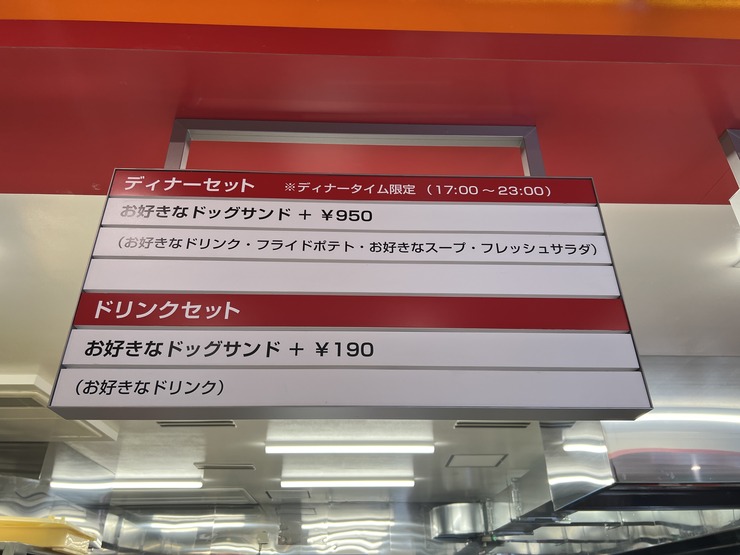 ディナーセット ※ディナータイム限定 (17:00~23:00)
お好きなドッグサンド + ¥950
(お好きなドリンク・フライドポテト・お好きなスープ・フレッシュサラダ)
ドリンクセット
お好きなドッグサンド + ¥190
(お好きなドリンク)